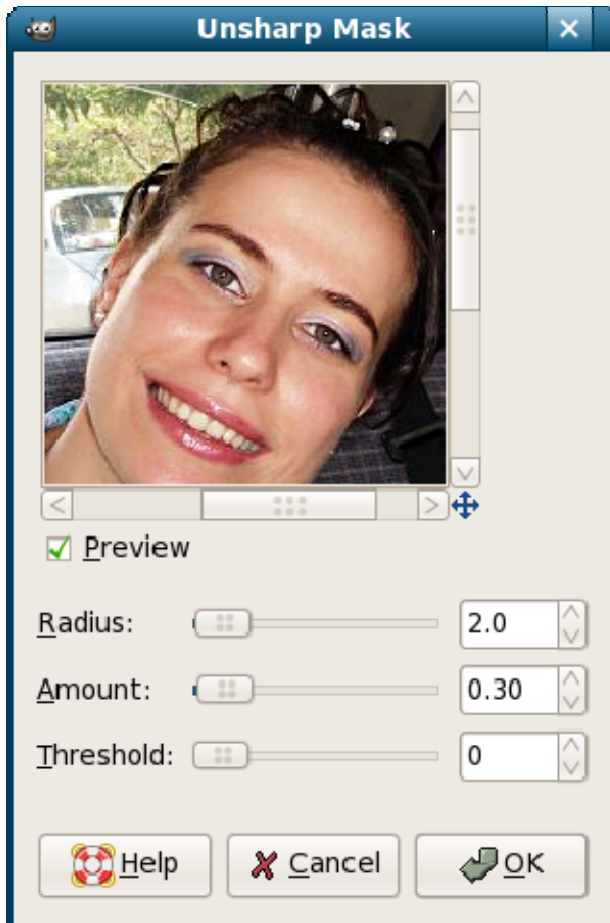 Unsharp Mask
Preview
Radius: 2.0
Amount: 0.30
Threshold: 0
Help Cancel OK